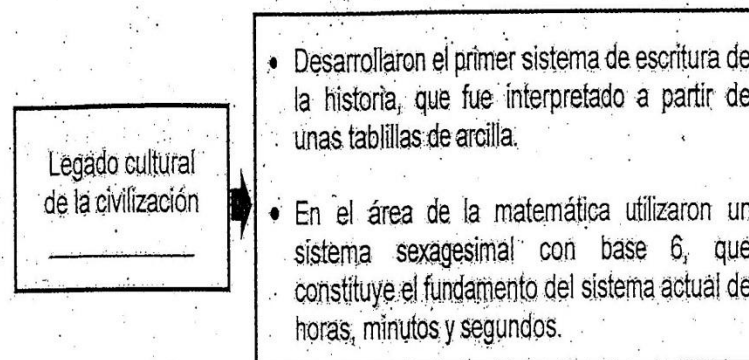 Legado cultural
de la civilización
• Desarrollaron el primer sistema de escritura de
la historia, que fue interpretado a partir de
unas tablillas de arcilla.
• En el área de la matemática utilizaron un
sistema sexagesimal con base 6, que
constituye el fundamento del sistema actual de
horas, minutos y segundos.